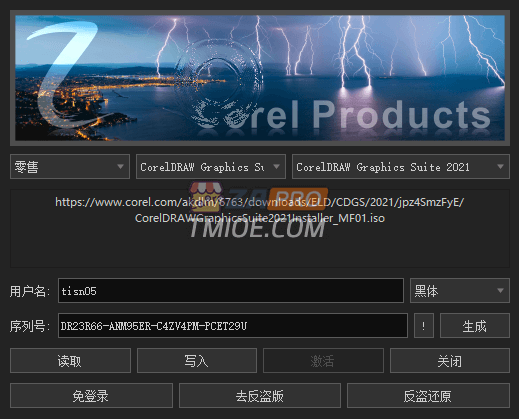 Corel Products
零售
CorelDRAW Graphics Su
CorelDRAW Graphics Suite 2021
https://www.corel.com/akdlm/6763/downloads/ELD/CDGS/2021/jpz4SmzFyE/
CorelDRAWGraphicsSuite2021Installer_MF01.iso
PRO
TMIOE.COM
用户名: tisn05 黑体
序列号: DR23R66-ANM95ER-C4ZV4PM-PCET29U ! 生成
读取 写入 激活 关闭
免登录 去反盗版 反盗还原